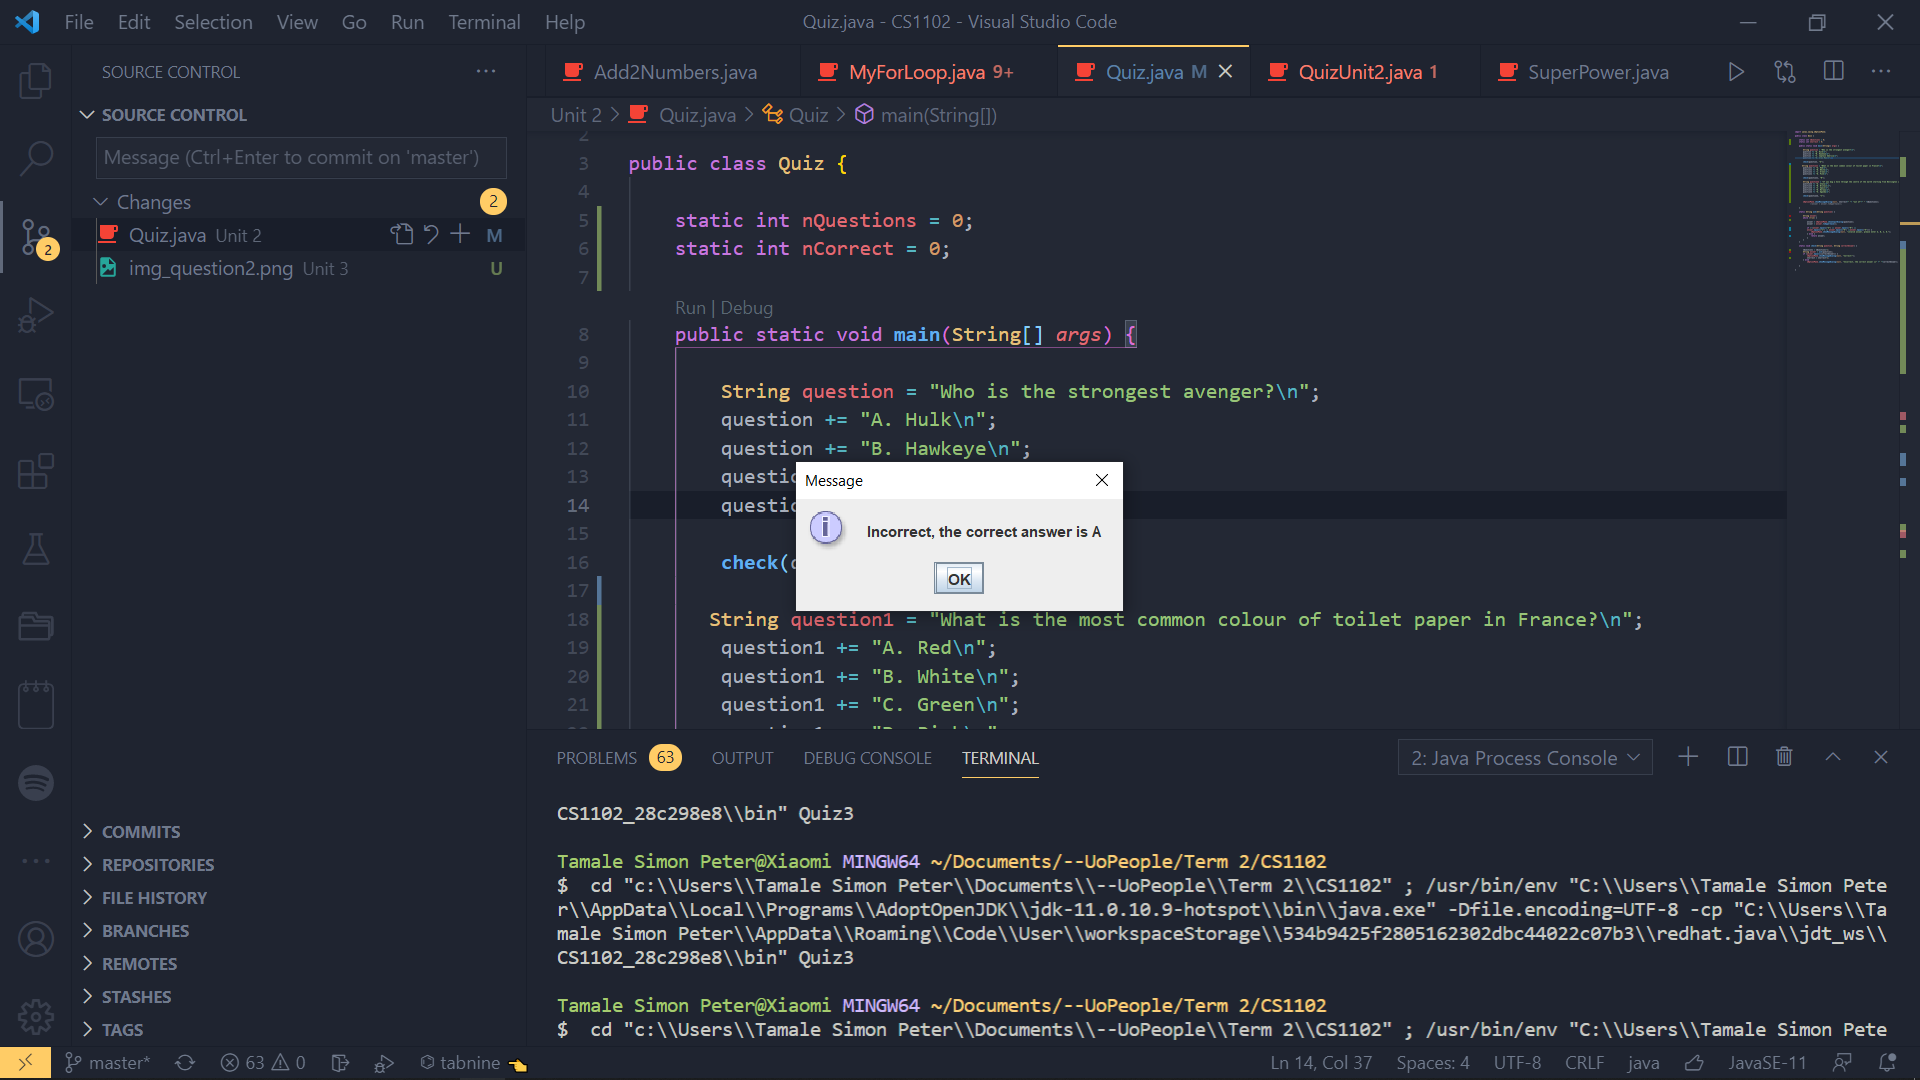 File Edit Selection View Go Run Terminal Help
Quiz.java - CS1102 - Visual Studio Code
SOURCE CONTROL
Add2Numbers.java
MyForLoop.java 9+
Quiz.java M
QuizUnit2.java 1
SuperPower.java
SOURCE CONTROL
Message (Ctrl+Enter to commit on 'master')
Changes 2
Quiz.java Unit 2 M
img_question2.png Unit 3 U
2
COMMITS
REPOSITORIES
FILE HISTORY
BRANCHES
REMOTES
STASHES
TAGS
Unit 2 > Quiz.java > Quiz > main(String[])
2
3 public class Quiz {
4
5 static int nQuestions = 0;
6 static int nCorrect = 0;
7
Run | Debug
8 public static void main(String[] args) {
9
10 String question = "Who is the strongest avenger?\n";
11 question += "A. Hulk\n";
12 question += "B. Hawkeye\n";
13 questio
14 questio
15
16 check(
17
18 String question1 = "What is the most common colour of toilet paper in France?\n";
19 question1 += "A. Red\n";
20 question1 += "B. White\n";
21 question1 += "C. Green\n";
Message
Incorrect, the correct answer is A
OK
PROBLEMS 63 OUTPUT DEBUG CONSOLE TERMINAL
2: Java Process Console
CS1102_28c298e8\\bin" Quiz3
Tamale Simon Peter@Xiaomi MINGW64 ~/Documents/--UoPeople/Term 2/CS1102
$ cd "c:\\Users\\Tamale Simon Peter\\Documents\\--UoPeople\\Term 2\\CS1102" ; /usr/bin/env "C:\\Users\\Tamale Simon Pete
r\\AppData\\Local\\Programs\\AdoptOpenJDK\\jdk-11.0.10.9-hotspot\\bin\\java.exe" -Dfile.encoding=UTF-8 -cp "C:\\Users\\Ta
male Simon Peter\\AppData\\Roaming\\Code\\User\\workspaceStorage\\534b9425f2805162302dbc44022c07b3\\redhat.java\\jdt_ws\\
CS1102_28c298e8\\bin" Quiz3
Tamale Simon Peter@Xiaomi MINGW64 ~/Documents/--UoPeople/Term 2/CS1102
$ cd "c:\\Users\\Tamale Simon Peter\\Documents\\--UoPeople\\Term 2\\CS1102" ; /usr/bin/env "C:\\Users\\Tamale Simon Pete
master* 63 0 tabnine
Ln 14, Col 37 Spaces: 4 UTF-8 CRLF java JavaSE-11